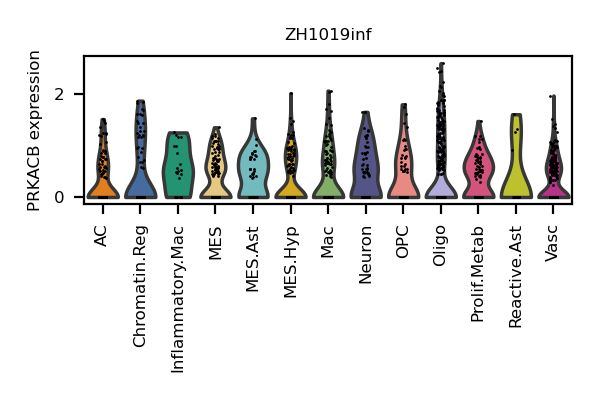 ZH1019inf
PRKACB expression
2
0
AC
Chromatin.Reg
Inflammatory.Mac
MES
MES.Ast
MES.Hyp
Mac
Neuron
OPC
Oligo
Prolif.Metab
Reactive.Ast
Vasc